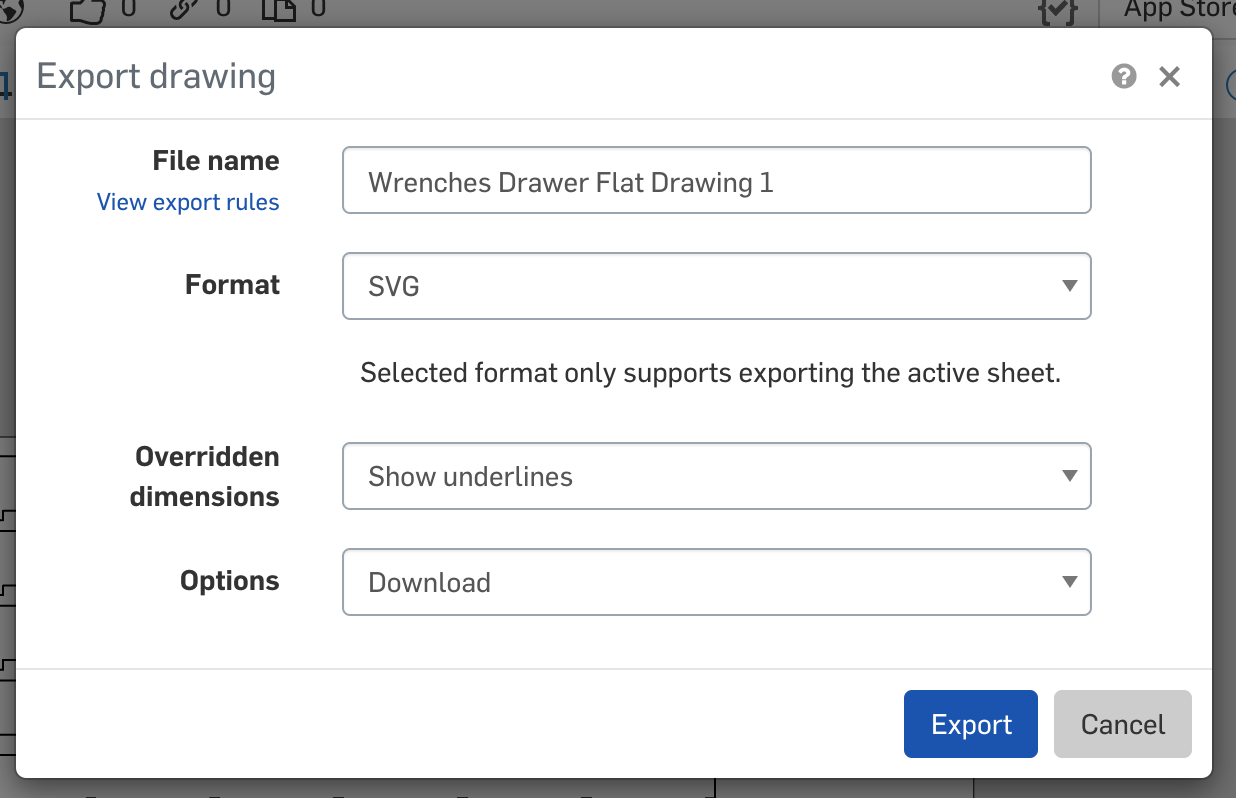 0 0 0
App Store
Export drawing
File name
Wrenches Drawer Flat Drawing 1
View export rules
Format
SVG
Selected format only supports exporting the active sheet.
Overridden
dimensions
Show underlines
Options
Download
Export Cancel